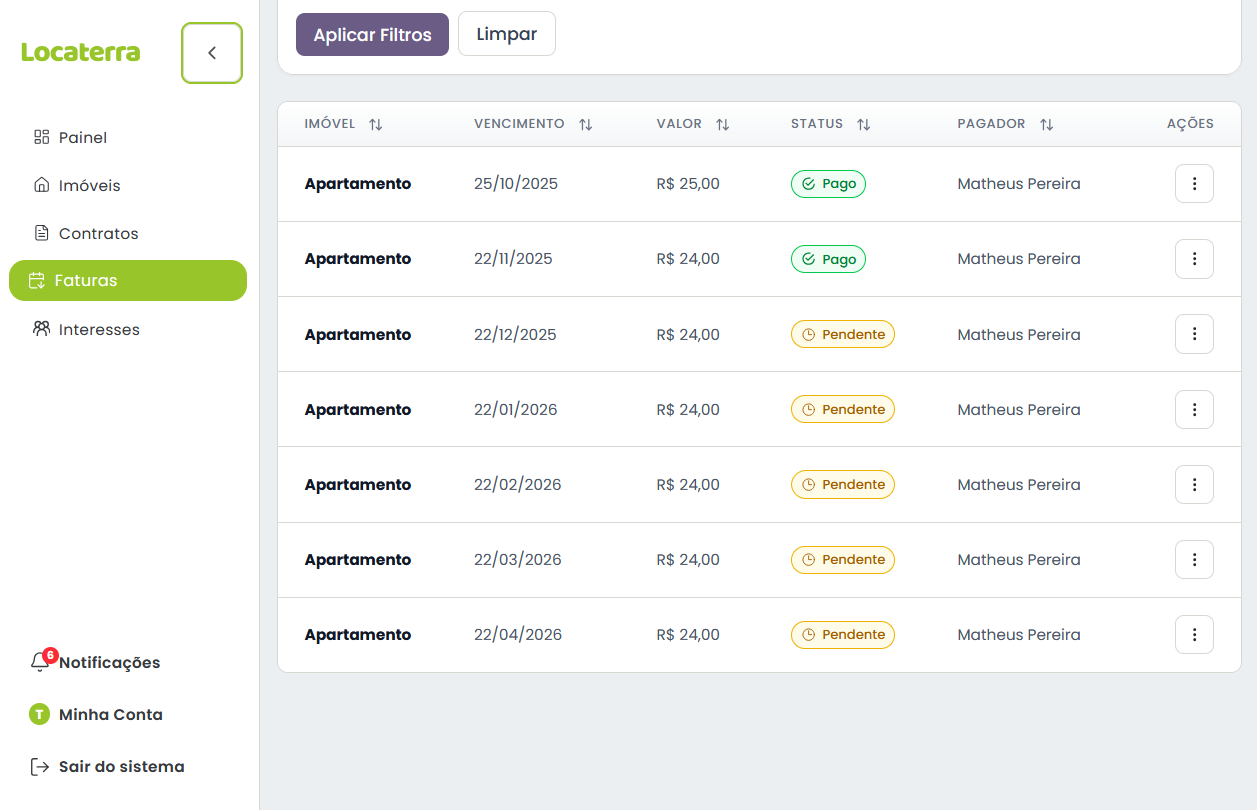 Locaterra
Painel
Imóveis
Contratos
Faturas
Interesses
6
Notificações
T
Minha Conta
Sair do sistema
Aplicar Filtros Limpar
IMÓVEL VENCIMENTO VALOR STATUS PAGADOR AÇÕES
Apartamento 25/10/2025 R$ 25,00 Pago Matheus Pereira
Apartamento 22/11/2025 R$ 24,00 Pago Matheus Pereira
Apartamento 22/12/2025 R$ 24,00 Pendente Matheus Pereira
Apartamento 22/01/2026 R$ 24,00 Pendente Matheus Pereira
Apartamento 22/02/2026 R$ 24,00 Pendente Matheus Pereira
Apartamento 22/03/2026 R$ 24,00 Pendente Matheus Pereira
Apartamento 22/04/2026 R$ 24,00 Pendente Matheus Pereira